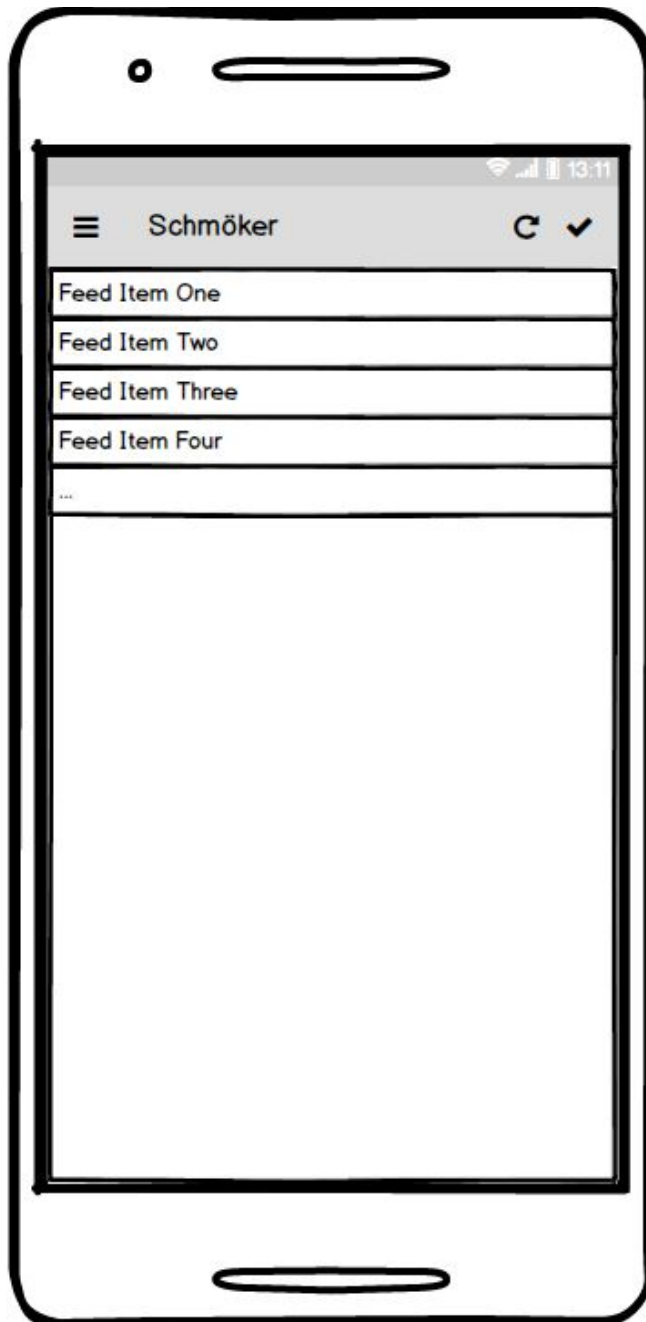 13:11
Schmöker
Feed Item One
Feed Item Two
Feed Item Three
Feed Item Four
...